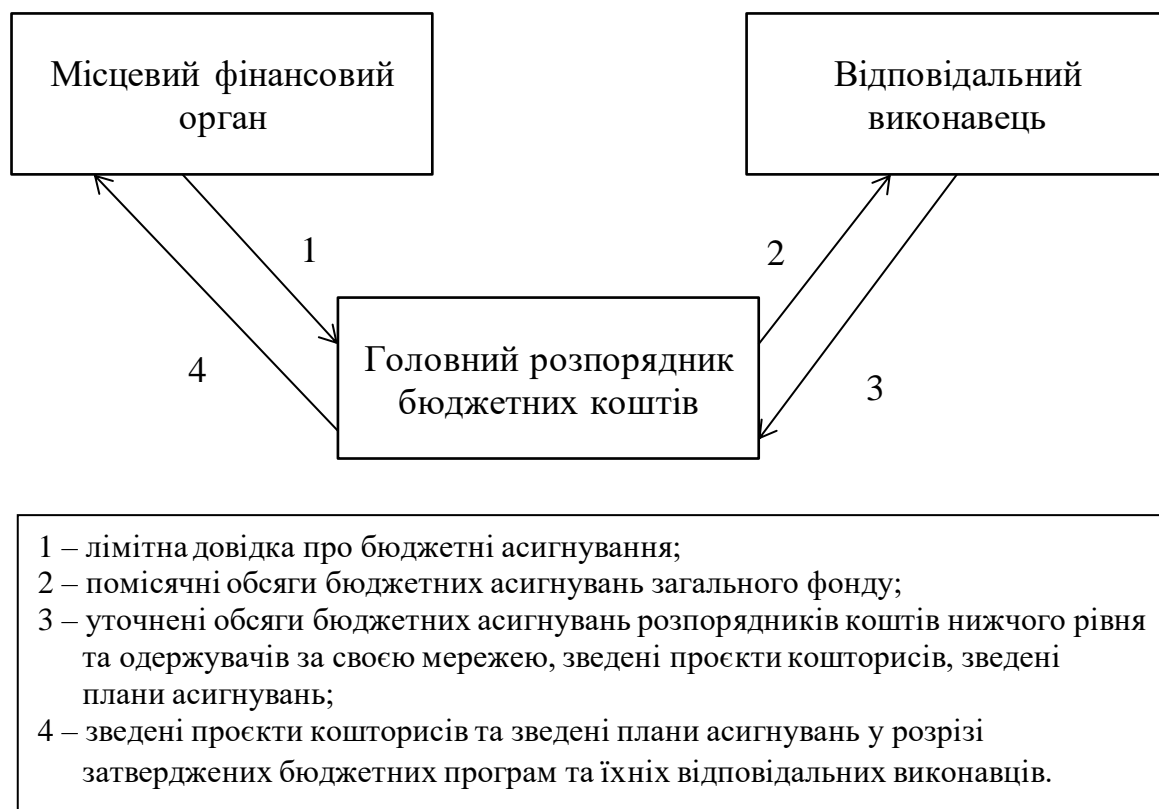 Місцевий фінансовий
орган
Відповідальний
виконавець
1
2
Головний розпорядник
бюджетних коштів
4
3
1 – лімітна довідка про бюджетні асигнування;
2 – помісячні обсяги бюджетних асигнувань загального фонду;
3 – уточнені обсяги бюджетних асигнувань розпорядників коштів нижчого рівня
та одержувачів за своєю мережею, зведені проєкти кошторисів, зведені
плани асигнувань;
4 – зведені проєкти кошторисів та зведені плани асигнувань у розрізі
затверджених бюджетних програм та їхніх відповідальних виконавців.